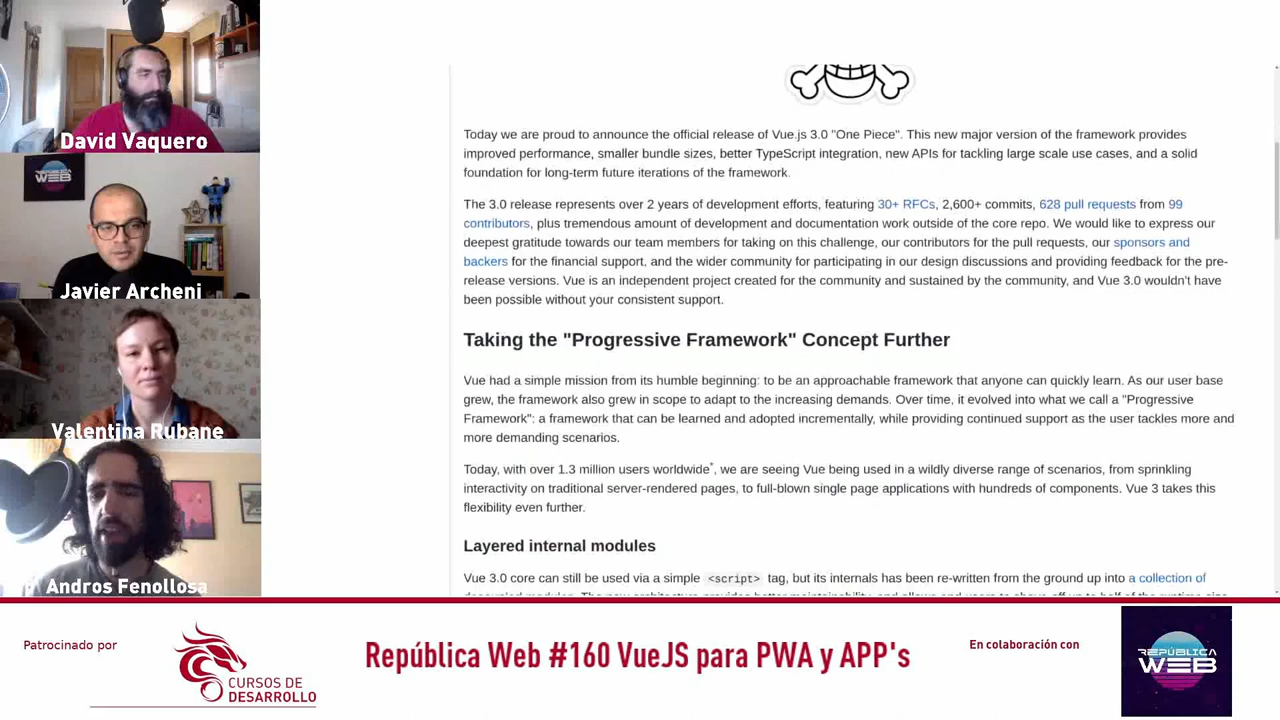 REPÚBLICA
WEB
David Vaquero
Javier Archeni
Valentina Rubane
Andros Fenollosa
Today we are proud to announce the official release of Vue.js 3.0 "One Piece". This new major version of the framework provides
improved performance, smaller bundle sizes, better TypeScript integration, new APIs for tackling large scale use cases, and a solid
foundation for long-term future iterations of the framework.
The 3.0 release represents over 2 years of development efforts, featuring 30+ RFCs, 2,600+ commits, 628 pull requests from 99
contributors, plus tremendous amount of development and documentation work outside of the core repo. We would like to express our
deepest gratitude towards our team members for taking on this challenge, our contributors for the pull requests, our sponsors and
backers for the financial support, and the wider community for participating in our design discussions and providing feedback for the pre-
release versions. Vue is an independent project created for the community and sustained by the community, and Vue 3.0 wouldn't have
been possible without your consistent support.
Taking the "Progressive Framework" Concept Further
Vue had a simple mission from its humble beginning: to be an approachable framework that anyone can quickly learn. As our user base
grew, the framework also grew in scope to adapt to the increasing demands. Over time, it evolved into what we call a "Progressive
Framework": a framework that can be learned and adopted incrementally, while providing continued support as the user tackles more and
more demanding scenarios.
Today, with over 1.3 million users worldwide*, we are seeing Vue being used in a wildly diverse range of scenarios, from sprinkling
interactivity on traditional server-rendered pages, to full-blown single page applications with hundreds of components. Vue 3 takes this
flexibility even further.
Layered internal modules
Vue 3.0 core can still be used via a simple <script> tag, but its internals has been re-written from the ground up into a collection of
Patrocinado por
CURSOS DE
DESARROLLO
República Web #160 VueJS para PWA y APP's
En colaboración con
REPÚBLICA
WEB